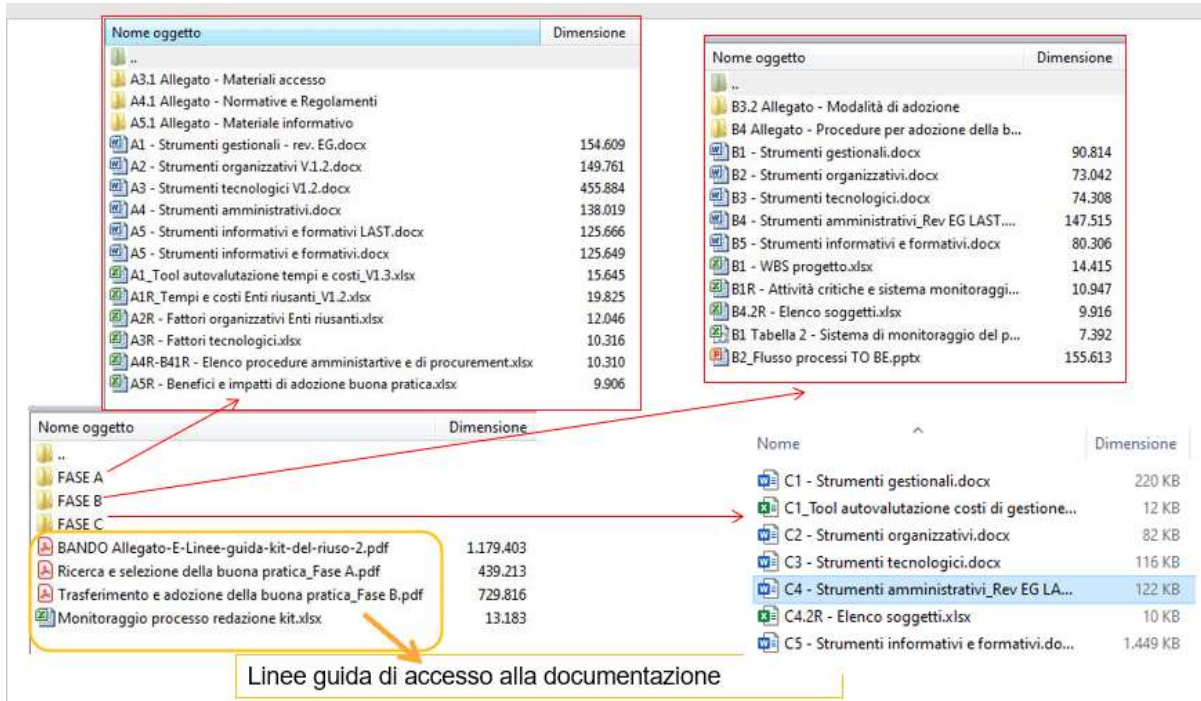 Nome oggetto Dimensione
..
A3.1 Allegato - Materiali accesso
A4.1 Allegato - Normative e Regolamenti
A5.1 Allegato - Materiale informativo
A1 - Strumenti gestionali - rev. EG.docx 154.609
A2 - Strumenti organizzativi V.1.2.docx 149.761
A3 - Strumenti tecnologici V1.2.docx 455.884
A4 - Strumenti amministrativi.docx 138.019
A5 - Strumenti informativi e formativi LAST.docx 125.666
A5 - Strumenti informativi e formativi.docx 125.649
A1_Tool autovalutazione tempi e costi_V1.3.xlsx 15.645
A1R_Tempi e costi Enti riusanti_V1.2.xlsx 19.825
A2R - Fattori organizzativi Enti riusanti.xlsx 12.046
A3R - Fattori tecnologici.xlsx 10.316
A4R-B41R - Elenco procedure amministartive e di procurement.xlsx 10.310
A5R - Benefici e impatti di adozione buona pratica.xlsx 9.906
Nome oggetto Dimensione
..
B3.2 Allegato - Modalità di adozione
B4 Allegato - Procedure per adozione della b...
B1 - Strumenti gestionali.docx 90.814
B2 - Strumenti organizzativi.docx 73.042
B3 - Strumenti tecnologici.docx 74.308
B4 - Strumenti amministrativi_Rev EG LAST.... 147.515
B5 - Strumenti informativi e formativi.docx 80.306
B1 - WBS progetto.xlsx 14.415
B1R - Attività critiche e sistema monitoraggi... 10.947
B4.2R - Elenco soggetti.xlsx 9.916
B1 Tabella 2 - Sistema di monitoraggio del p... 7.392
B2_Flusso processi TO BE.pptx 155.613
Nome oggetto Dimensione
..
FASE A
FASE B
FASE C
BANDO Allegato-E-Linee-guida-kit-del-riuso-2.pdf 1.179.403
Ricerca e selezione della buona pratica_Fase A.pdf 439.213
Trasferimento e adozione della buona pratica_Fase B.pdf 729.816
Monitoraggio processo redazione kit.xlsx 13.183
Nome Dimensione
C1 - Strumenti gestionali.docx 220 KB
C1_Tool autovalutazione costi di gestione... 12 KB
C2 - Strumenti organizzativi.docx 82 KB
C3 - Strumenti tecnologici.docx 116 KB
C4 - Strumenti amministrativi_Rev EG LA... 122 KB
C4.2R - Elenco soggetti.xlsx 10 KB
C5 - Strumenti informativi e formativi.do... 1.449 KB
Linee guida di accesso alla documentazione